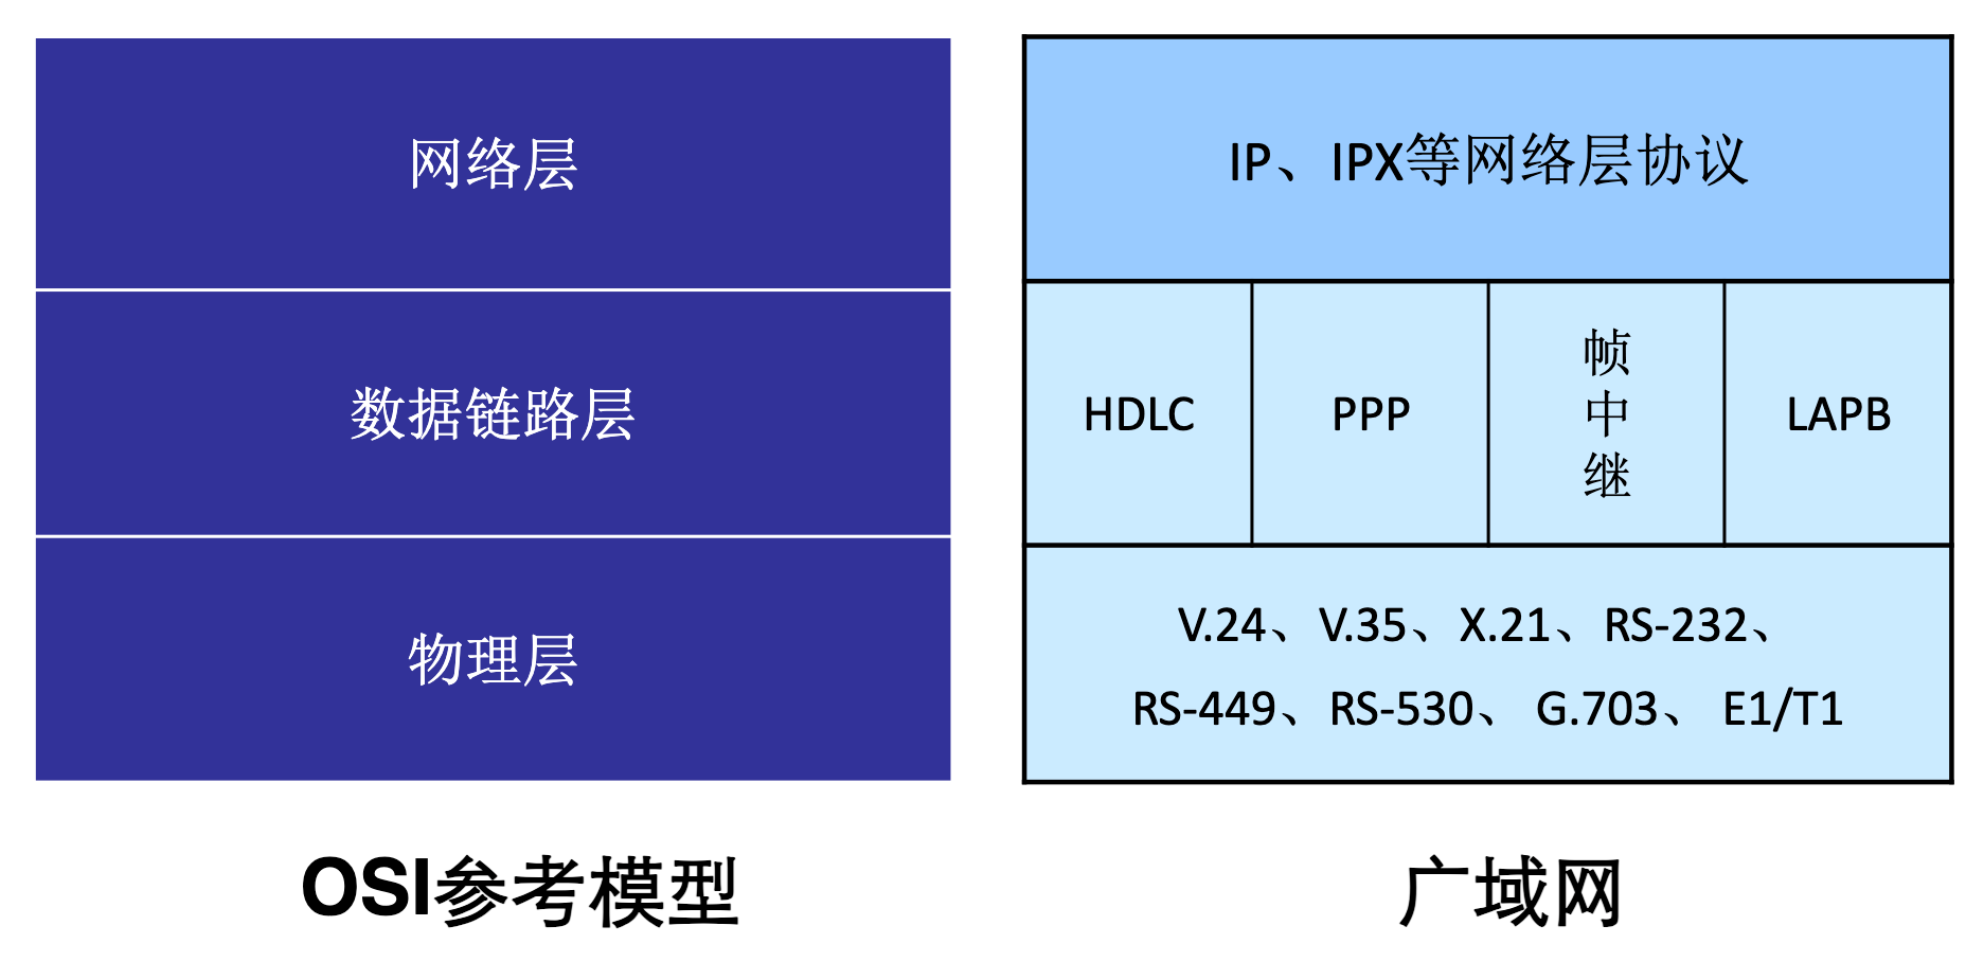 网络层
IP、IPX等网络层协议
数据链路层
HDLC
PPP
帧
中
继
LAPB
物理层
V.24、V.35、X.21、RS-232、
RS-449、RS-530、 G.703、 E1/T1
OSI参考模型
广域网